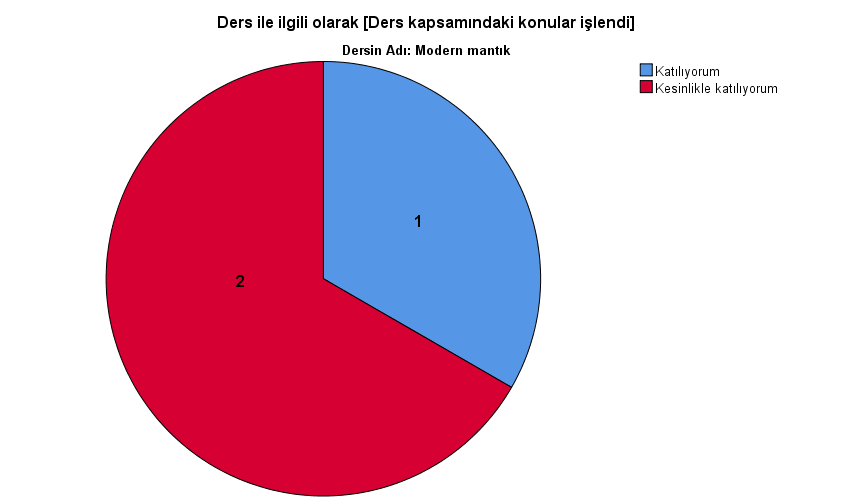 Ders ile ilgili olarak [Ders kapsamındaki konular işlendi]
Dersin Adı: Modern mantık
Katılıyorum
Kesinlikle katılıyorum
1
2